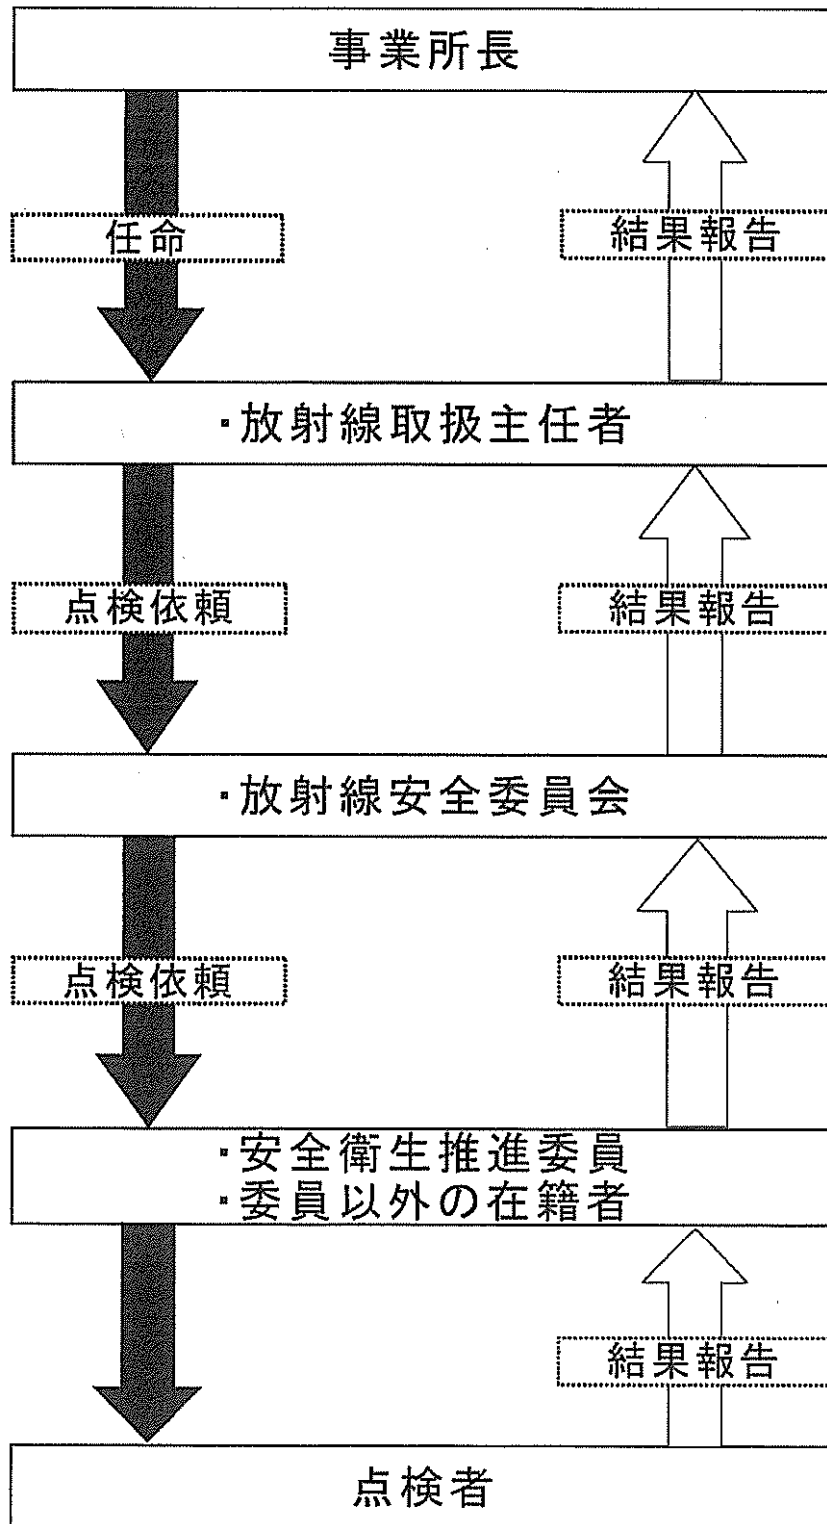 事業所長
任命
結果報告
・放射線取扱主任者
点検依頼
結果報告
・放射線安全委員会
点検依頼
結果報告
・安全衛生推進委員
・委員以外の在籍者
結果報告
点検者